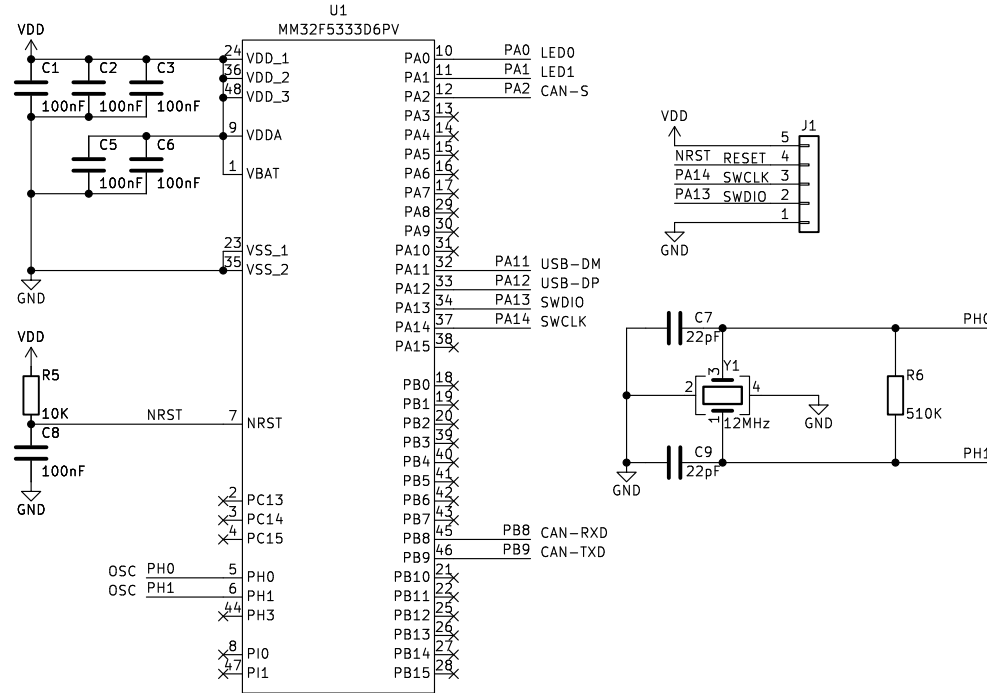 U1
MM32F5333D6PV
VDD
C1
100nF
C2
100nF
C3
100nF
C5
100nF
C6
100nF
GND
24 VDD_1
36 VDD_2
48 VDD_3
9 VDDA
1 VBAT
23 VSS_1
35 VSS_2
VDD
R5
10K
NRST 7 NRST
C8
100nF
GND
2 PC13
3 PC14
4 PC15
OSC PH0 5 PH0
OSC PH1 6 PH1
44 PH3
8 PI0
47 PI1
PA0 10 PA0 LED0
PA1 11 PA1 LED1
PA2 12 PA2 CAN-S
PA3 13
PA4 14
PA5 15
PA6 16
PA7 17
PA8 29
PA9 30
PA10 31
PA11 32 PA11 USB-DM
PA12 33 PA12 USB-DP
PA13 34 PA13 SWDIO
PA14 37 PA14 SWCLK
PA15 38
PB0 18
PB1 19
PB2 20
PB3 39
PB4 40
PB5 41
PB6 42
PB7 43
PB8 45 PB8 CAN-RXD
PB9 46 PB9 CAN-TXD
PB10 21
PB11 22
PB12 25
PB13 26
PB14 27
PB15 28
VDD
J1
5
NRST RESET 4
PA14 SWCLK 3
PA13 SWDIO 2
1
GND
C7
22pF
PH0
Y1
3
2
4
1
12MHz
GND
R6
510K
C9
22pF
PH1
GND